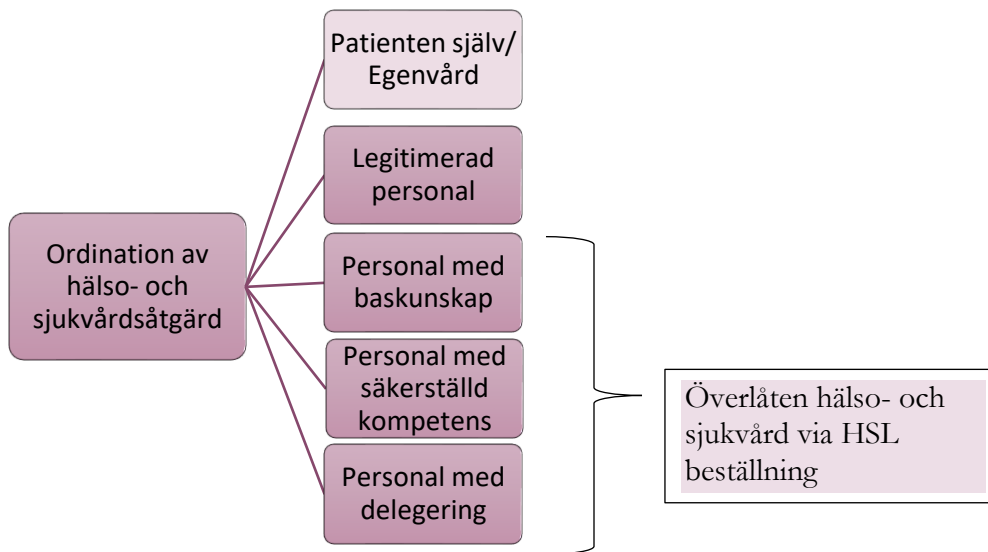 Patienten själv/
Egenvård
Legitimerad
personal
Ordination av
hälso- och
sjukvårdsåtgärd
Personal med
baskunskap
Personal med
säkerställd
kompetens
Personal med
delegering
Överlåten hälso- och
sjukvård via HSL
beställning